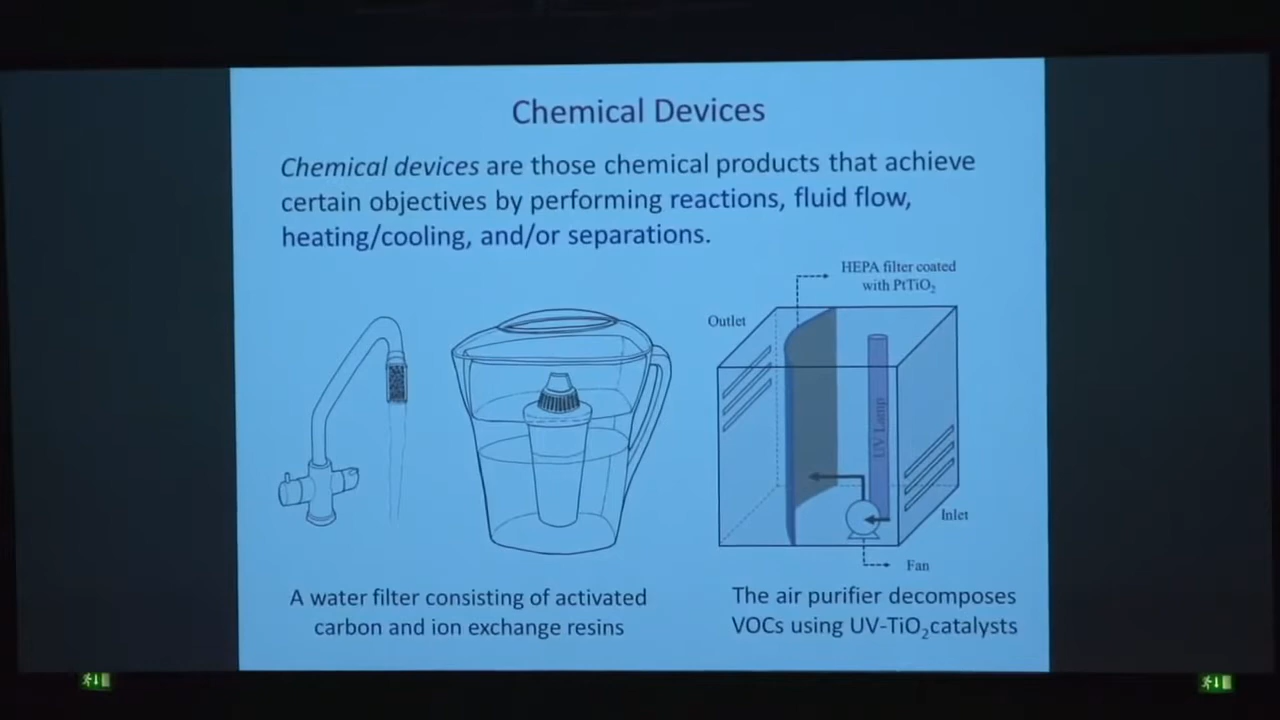 Chemical Devices
Chemical devices are those chemical products that achieve
certain objectives by performing reactions, fluid flow,
heating/cooling, and/or separations.
HEPA filter coated
with PtTiO₂
Outlet
UV Lamp
Inlet
Fan
A water filter consisting of activated
carbon and ion exchange resins
The air purifier decomposes
VOCs using UV-TiO₂catalysts